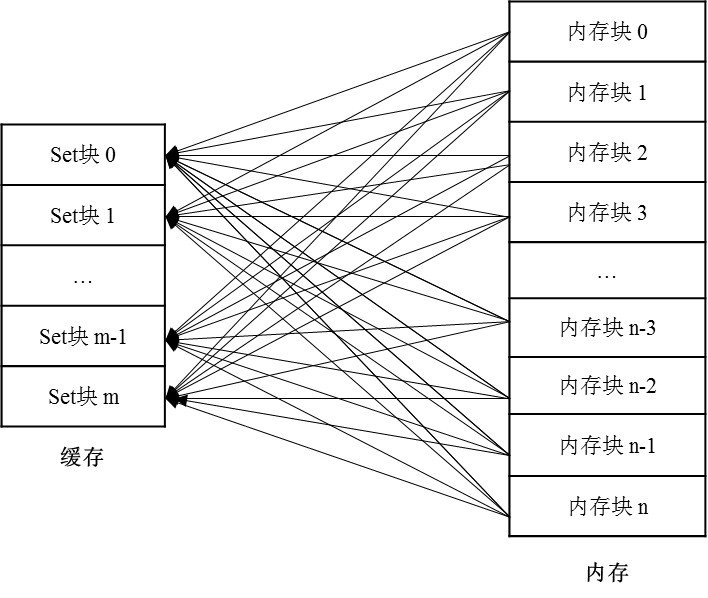 Set块 0
Set块 1
…
Set块 m-1
Set块 m
缓存
内存块 0
内存块 1
内存块 2
内存块 3
…
内存块 n-3
内存块 n-2
内存块 n-1
内存块 n
内存